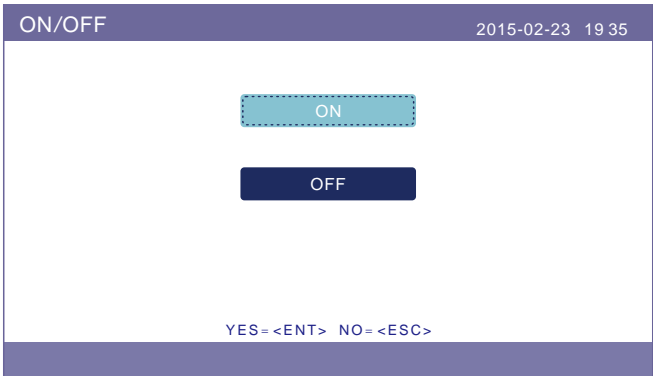 ON/OFF 2015-02-23 19 35
ON
OFF
YES=<ENT> NO=<ESC>